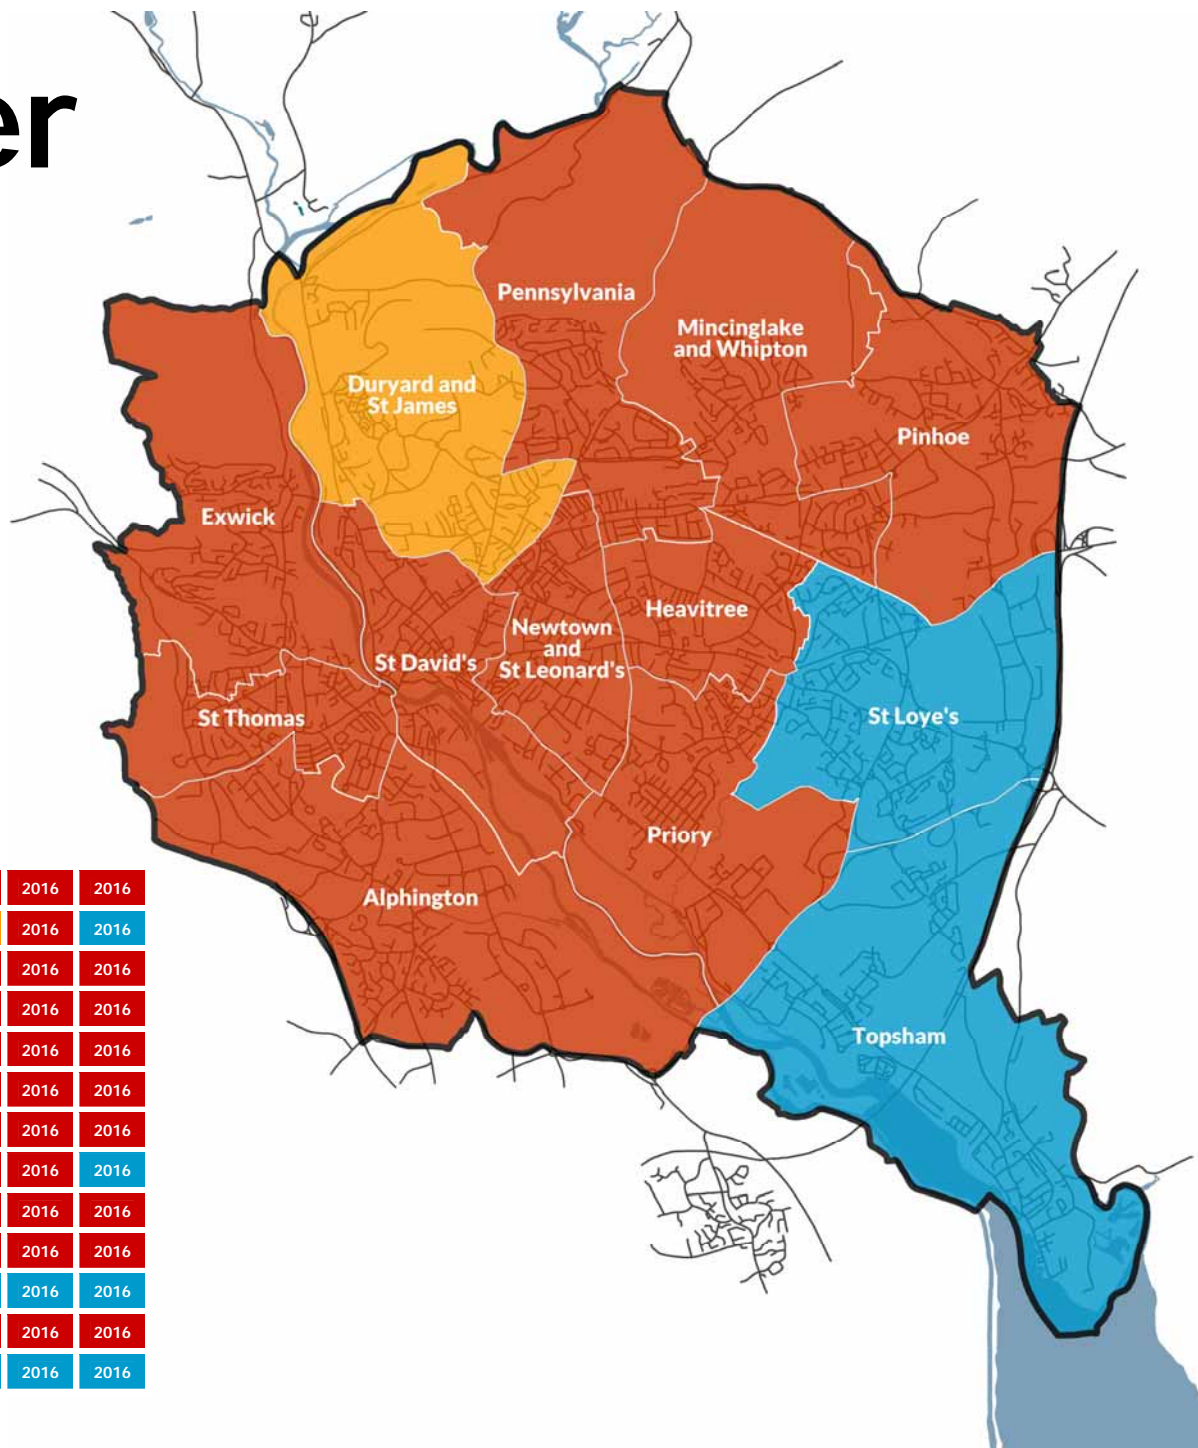 er
Pennsylvania
Mincinglake
and Whipton
Duryard and
St James
Pinhoe
Exwick
Heavitree
Newtown
and
St Leonard's
St David's
St Thomas
St Loye's
Priory
Alphington
Topsham
2016 2016
2016 2016
2016 2016
2016 2016
2016 2016
2016 2016
2016 2016
2016 2016
2016 2016
2016 2016
2016 2016
2016 2016
2016 2016